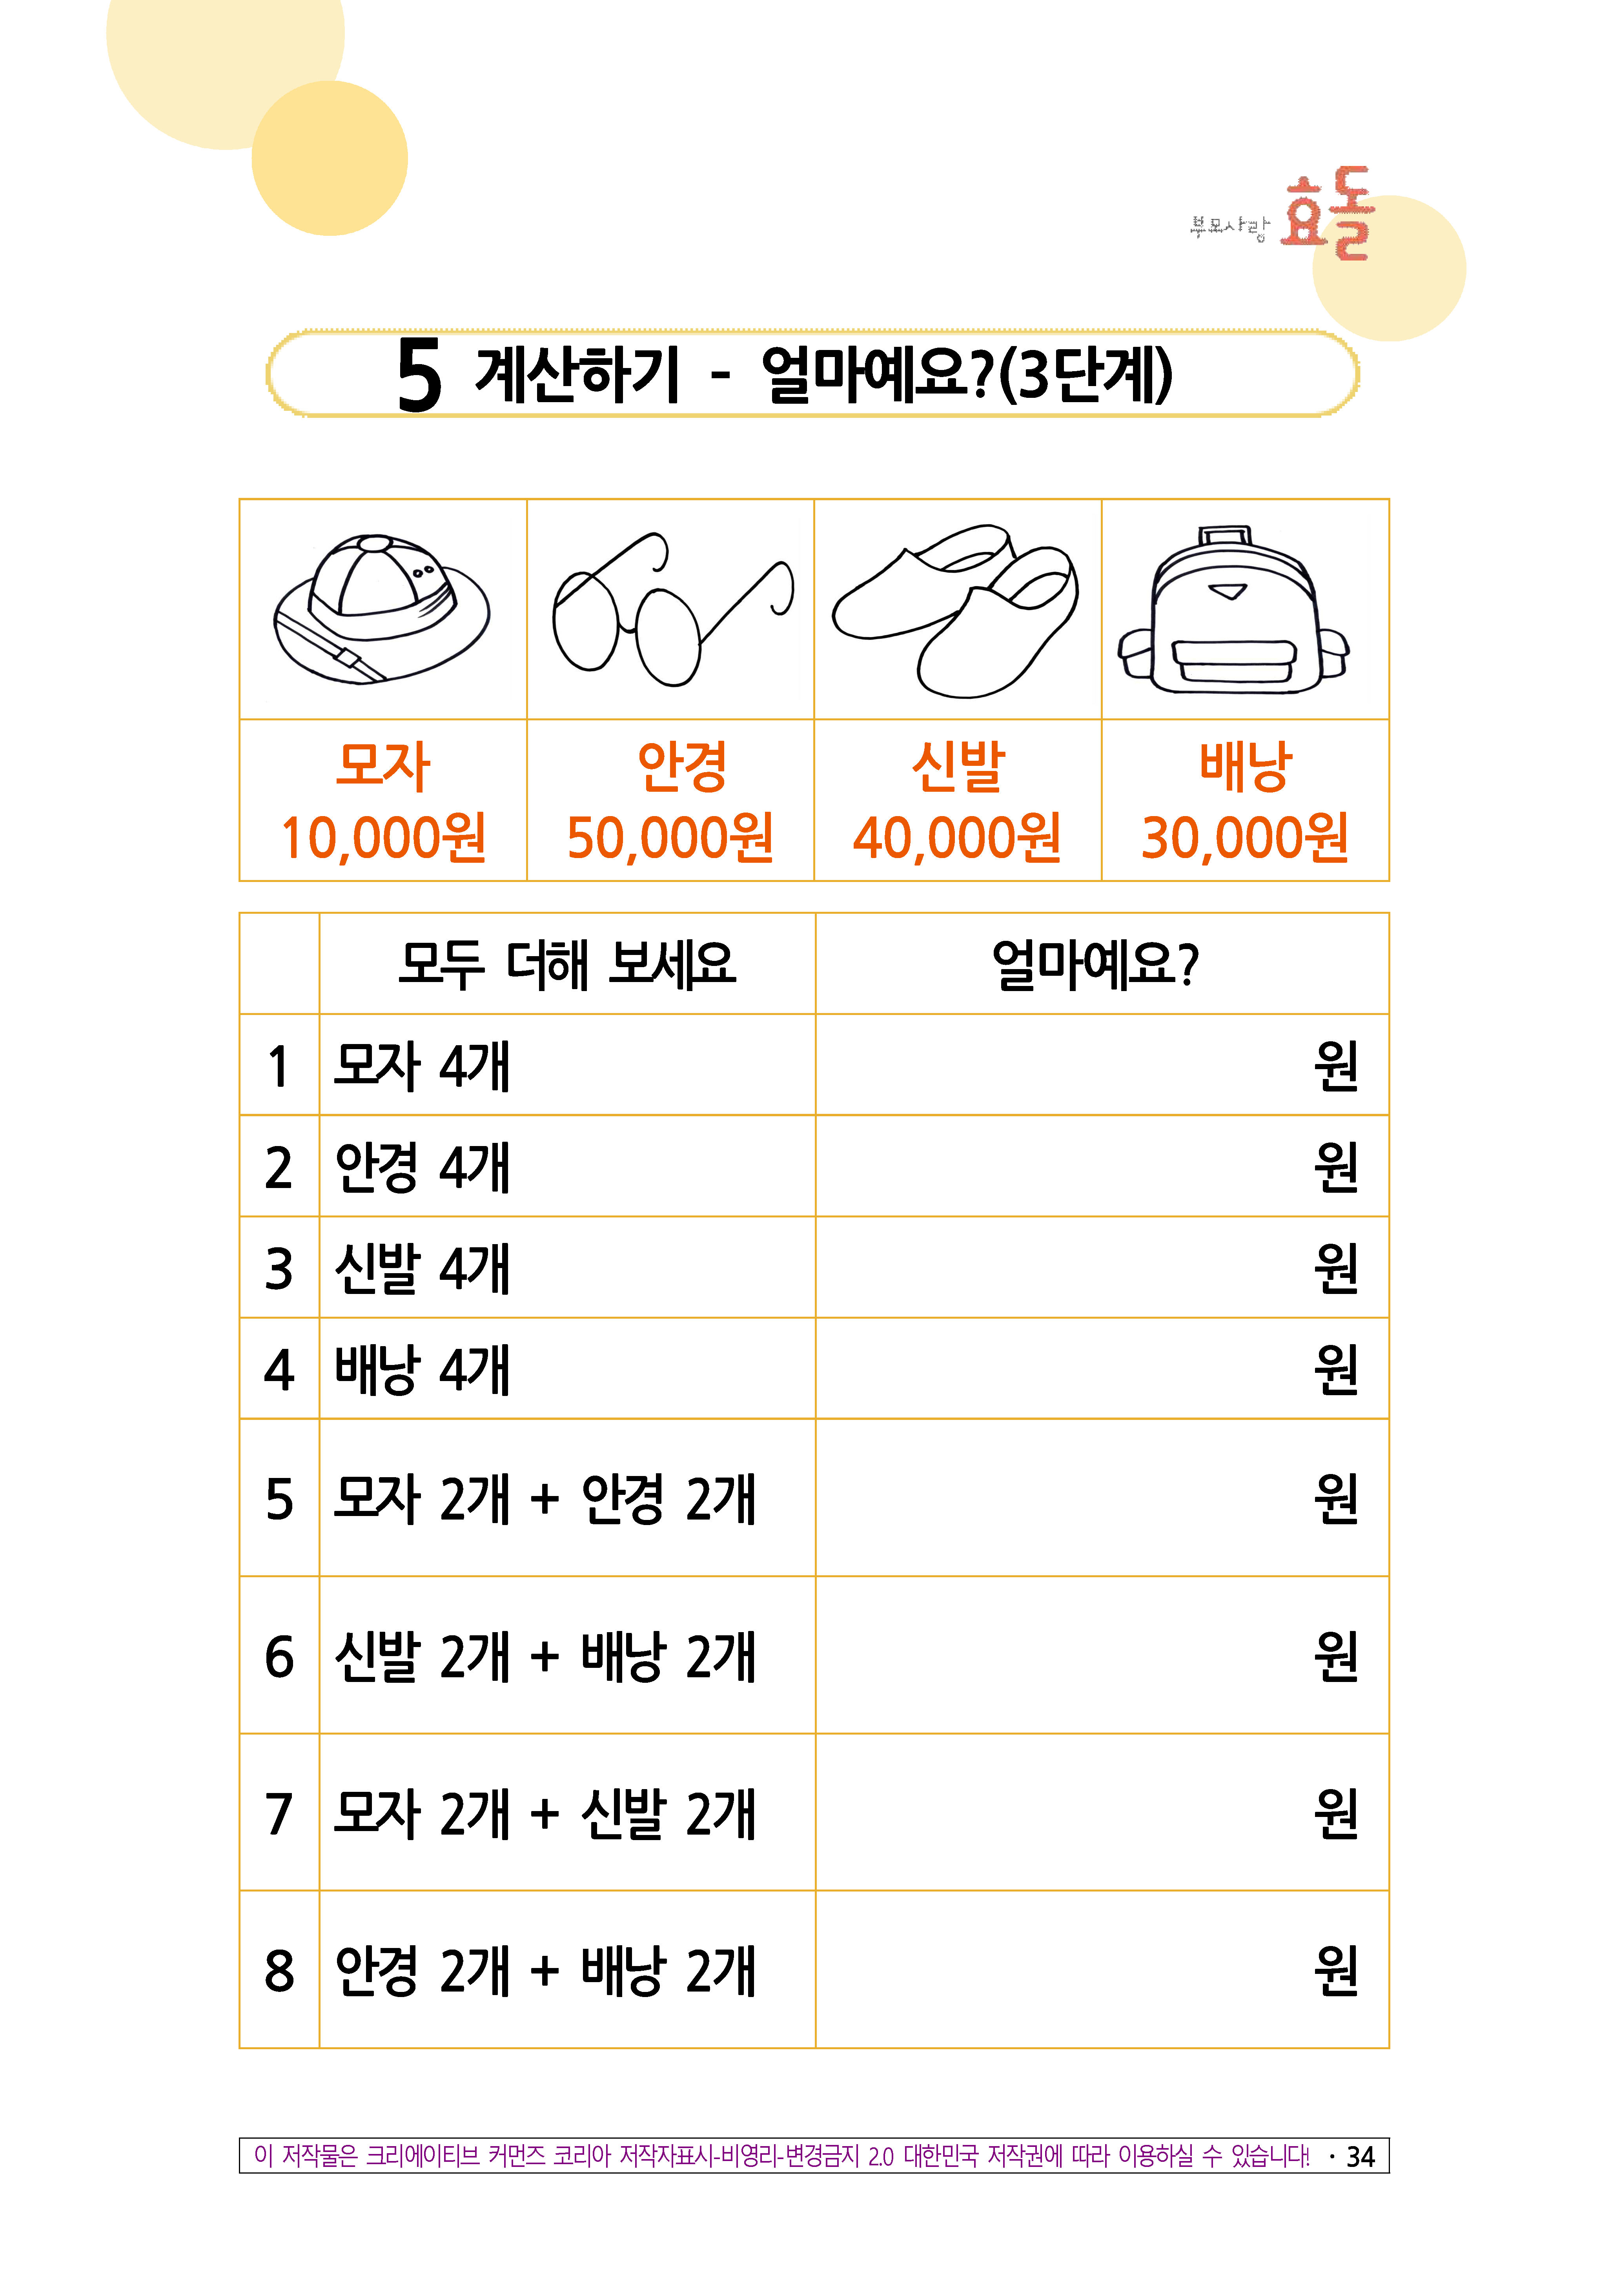 부모사랑 효돌
5 계산하기 - 얼마예요?(3단계)
모자 안경 신발 배낭
10,000원 50,000원 40,000원 30,000원
모두 더해 보세요 얼마예요?
1 모자 4개 원
2 안경 4개 원
3 신발 4개 원
4 배낭 4개 원
5 모자 2개 + 안경 2개 원
6 신발 2개 + 배낭 2개 원
7 모자 2개 + 신발 2개 원
8 안경 2개 + 배낭 2개 원
이 저작물은 크리에이티브 커먼즈 코리아 저작자표시-비영리-변경금지 2.0 대한민국 저작권에 따라 이용하실 수 있습니다! · 34